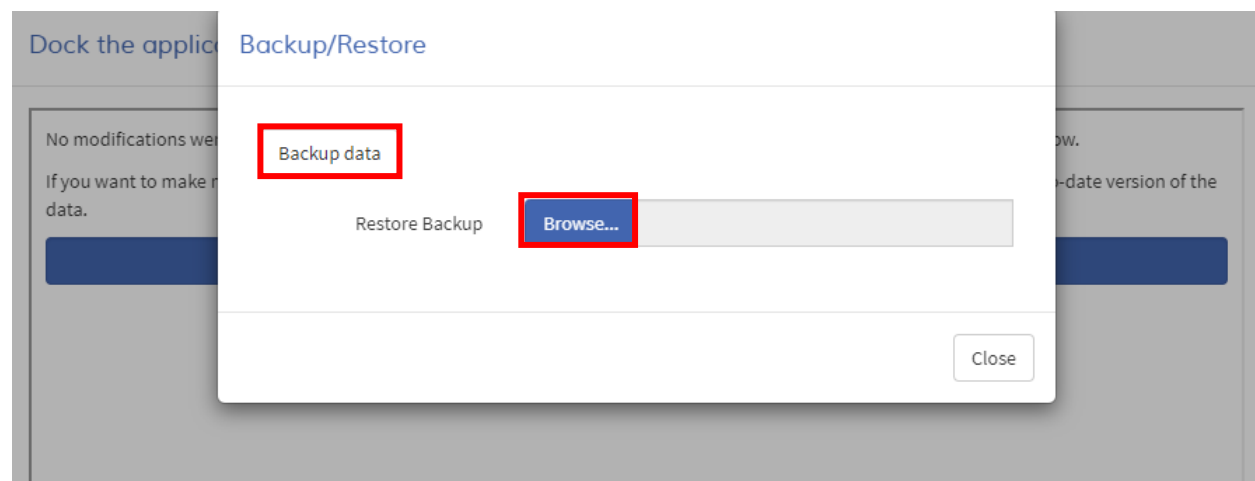 Dock the applic
Backup/Restore
No modifications wer
ow.
Backup data
If you want to make r
-date version of the
data.
Restore Backup
Browse...
Close